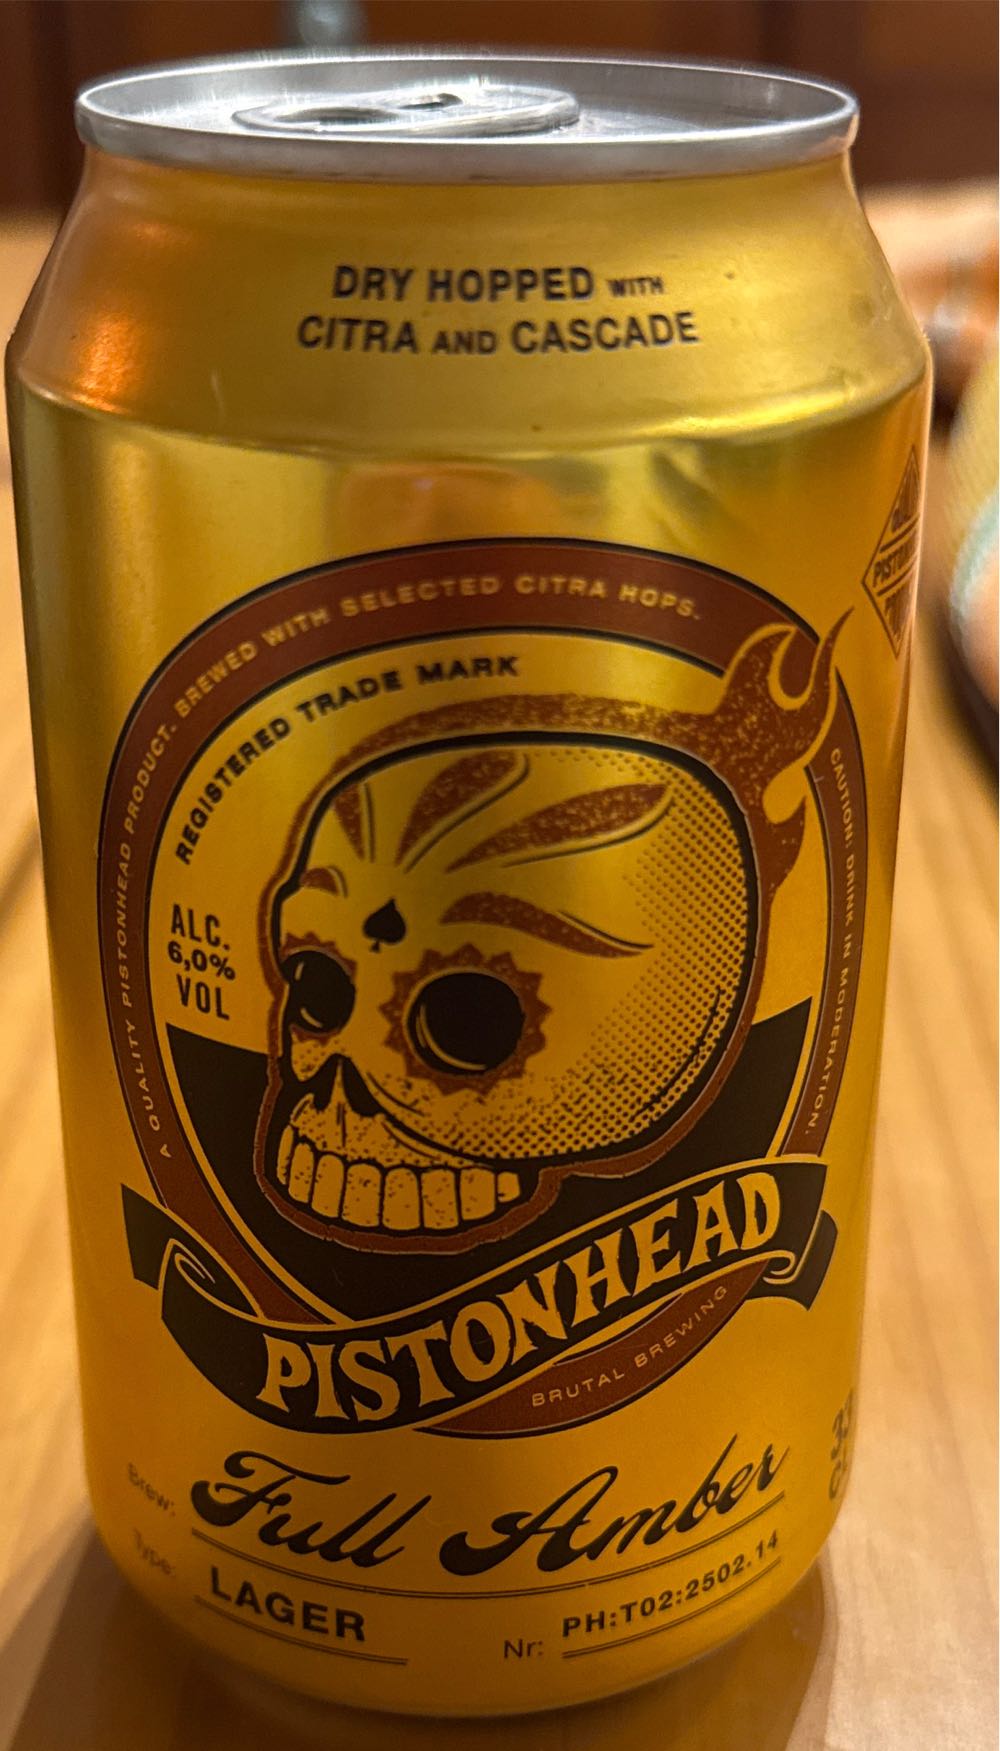 DRY HOPPED WITH
CITRA AND CASCADE
A QUALITY PISTONHEAD PRODUCT. BREWED WITH SELECTED CITRA HOPS.
CAUTION: DRINK IN MODERATION.
REGISTERED TRADE MARK
ALC.
6,0%
VOL
PISTONHEAD
BRUTAL BREWING
Brew: Full Amber
Type: LAGER
Nr: PH:T02:2502.14